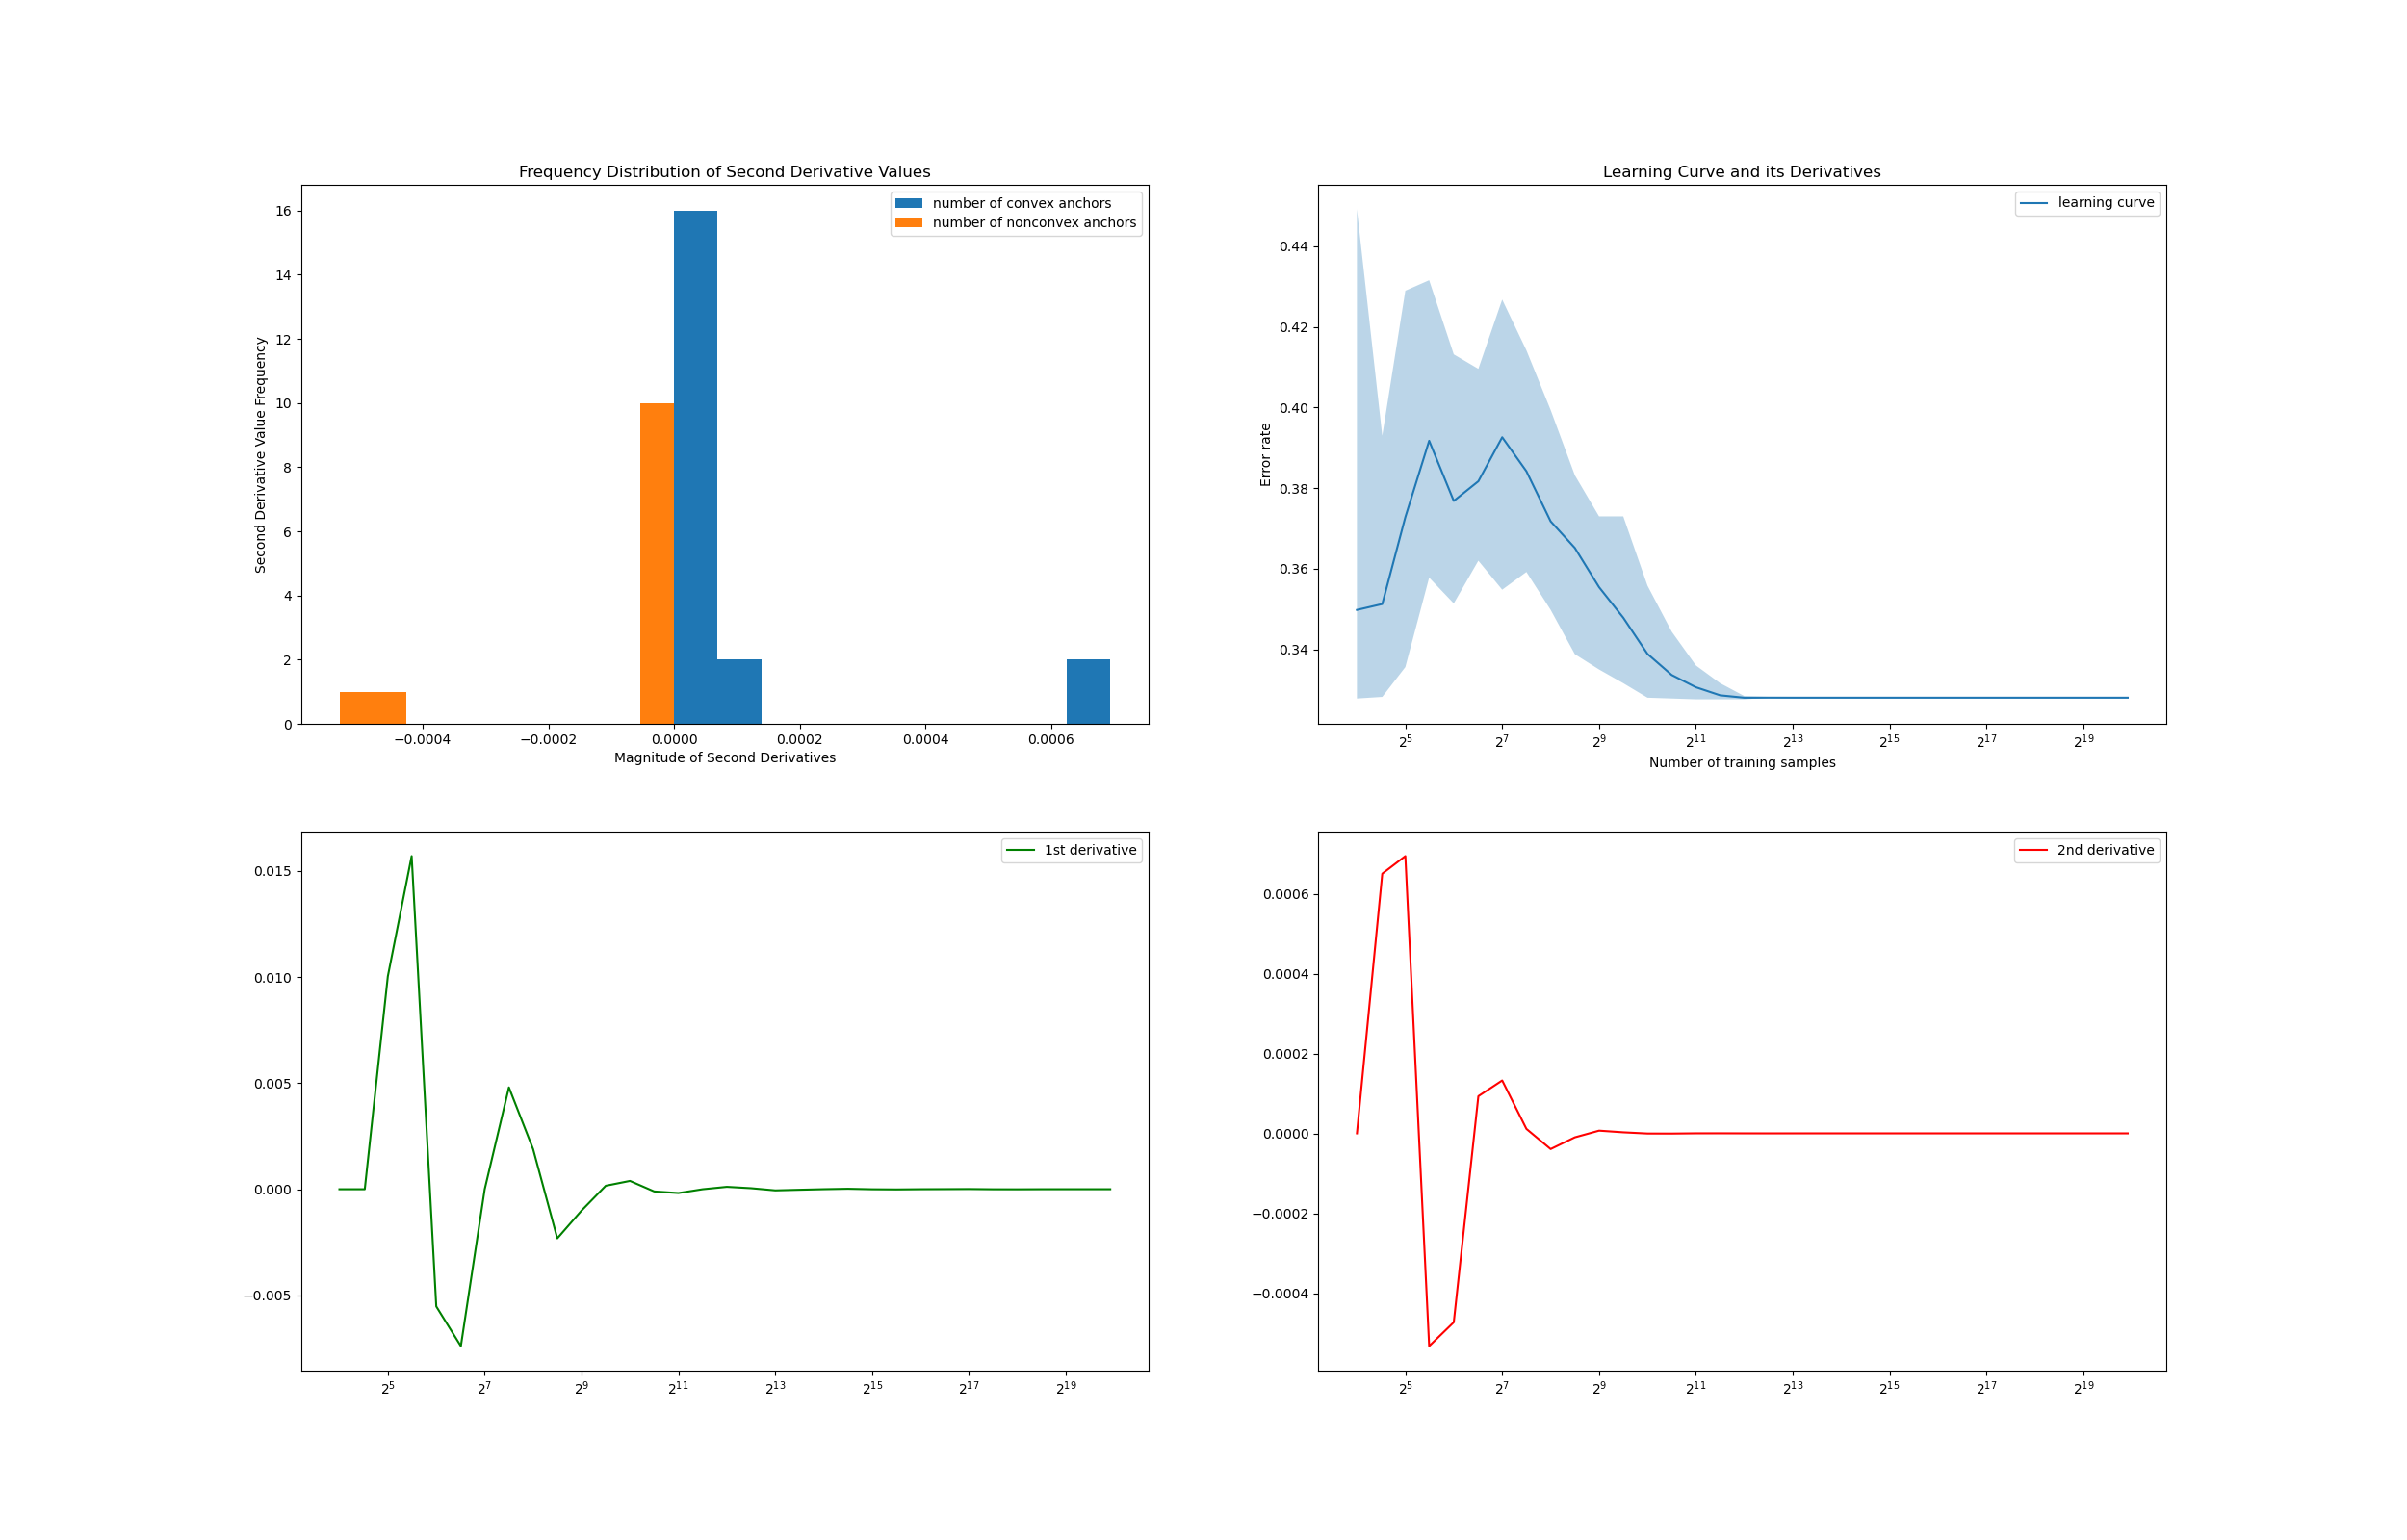 Frequency Distribution of Second Derivative Values
number of convex anchors
number of nonconvex anchors
Second Derivative Value Frequency
16
14
12
10
8
6
4
2
0
−0.0004 −0.0002 0.0000 0.0002 0.0004 0.0006
Magnitude of Second Derivatives
Learning Curve and its Derivatives
learning curve
Error rate
0.44
0.42
0.40
0.38
0.36
0.34
2^5 2^7 2^9 2^11 2^13 2^15 2^17 2^19
Number of training samples
1st derivative
0.015
0.010
0.005
0.000
−0.005
2^5 2^7 2^9 2^11 2^13 2^15 2^17 2^19
2nd derivative
0.0006
0.0004
0.0002
0.0000
−0.0002
−0.0004
2^5 2^7 2^9 2^11 2^13 2^15 2^17 2^19